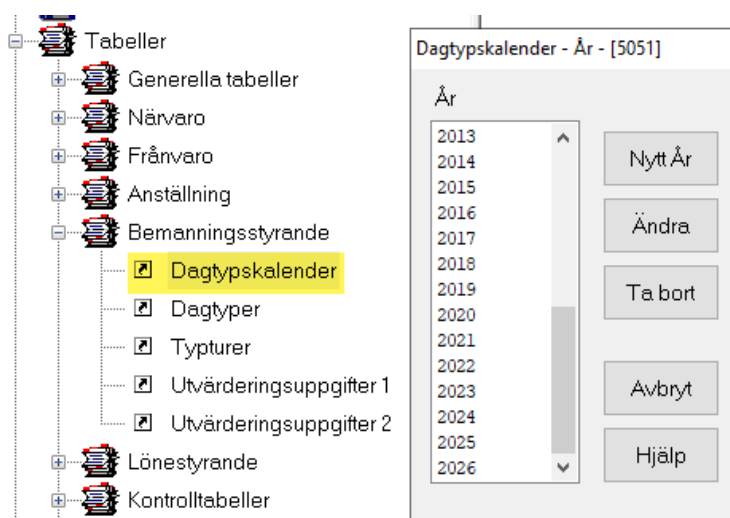 Tabeller
Generella tabeller
Närvaro
Frånvaro
Anställning
Bemanningsstyrande
Dagtypskalender
Dagtyper
Typturer
Utvärderingsuppgifter 1
Utvärderingsuppgifter 2
Lönestyrande
Kontrolltabeller
Dagtypskalender - År - [5051]
År
2013
2014
2015
2016
2017
2018
2019
2020
2021
2022
2023
2024
2025
2026
Nytt År
Ändra
Ta bort
Avbryt
Hjälp